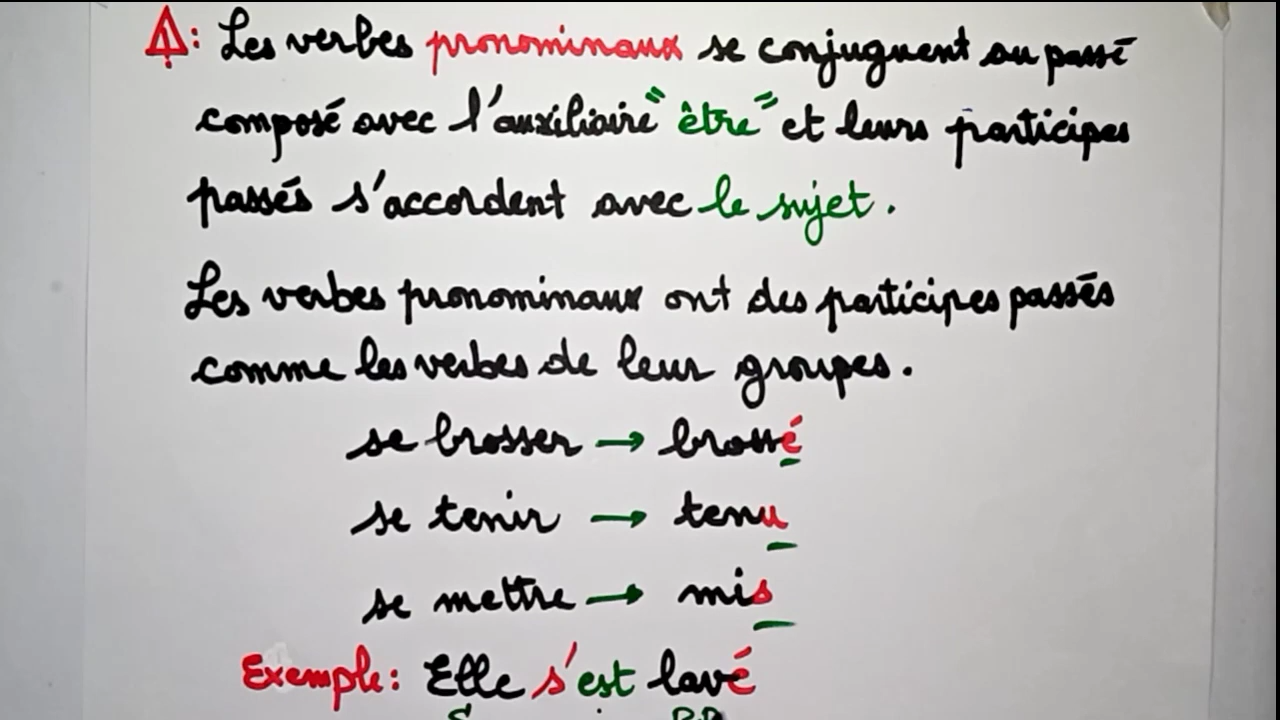 ⚠: Les verbes pronominaux se conjuguent au passé
composé avec l'auxiliaire "être" et leurs participes
passés s'accordent avec le sujet.
Les verbes pronominaux ont des participes passés
comme les verbes de leur groupes.
se brosser → brossé
se tenir → tenu
se mettre → mis
Exemple: Elle s'est lavé